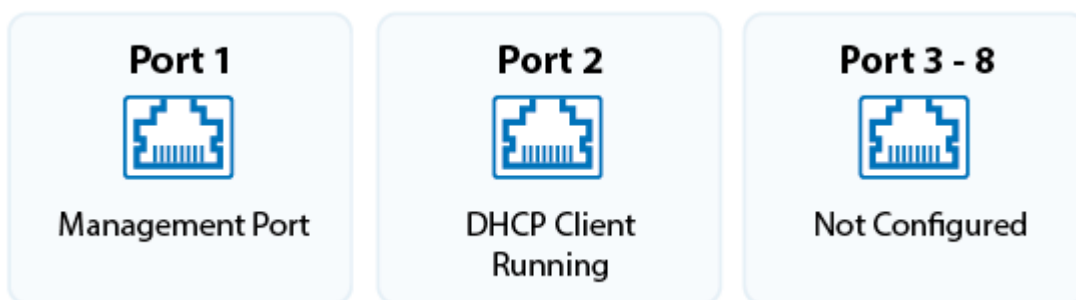 Port 1
Management Port
Port 2
DHCP Client
Running
Port 3 - 8
Not Configured